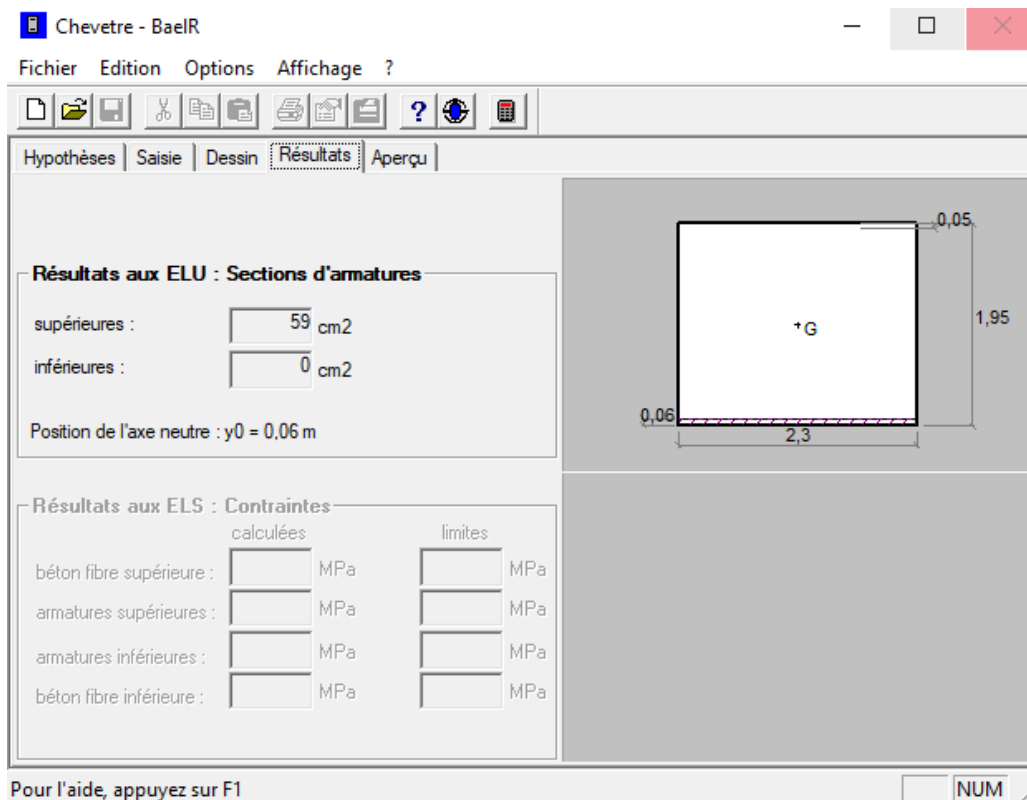 Chevetre - BaelR
Fichier Edition Options Affichage ?
Hypothèses Saisie Dessin Résultats Aperçu
Résultats aux ELU : Sections d'armatures
supérieures : 59 cm2
inférieures : 0 cm2
Position de l'axe neutre : y0 = 0,06 m
0,05
1,95
G
0,06
2,3
Résultats aux ELS : Contraintes
calculées limites
béton fibre supérieure : MPa MPa
armatures supérieures : MPa MPa
armatures inférieures : MPa MPa
béton fibre inférieure : MPa MPa
Pour l'aide, appuyez sur F1 NUM